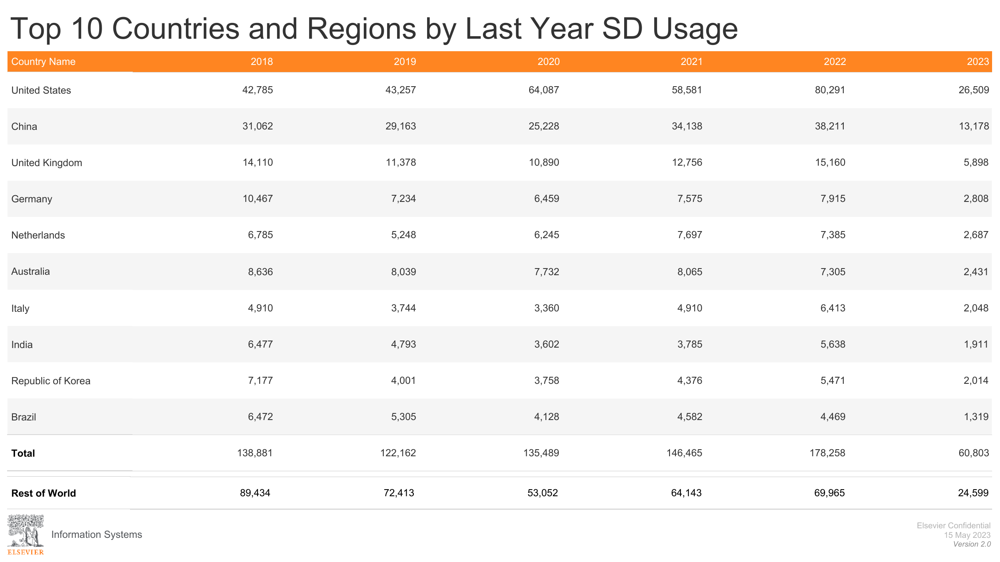 Top 10 Countries and Regions by Last Year SD Usage
Country Name 2018 2019 2020 2021 2022 2023
United States 42,785 43,257 64,087 58,581 80,291 26,509
China 31,062 29,163 25,228 34,138 38,211 13,178
United Kingdom 14,110 11,378 10,890 12,756 15,160 5,898
Germany 10,467 7,234 6,459 7,575 7,915 2,808
Netherlands 6,785 5,248 6,245 7,697 7,385 2,687
Australia 8,636 8,039 7,732 8,065 7,305 2,431
Italy 4,910 3,744 3,360 4,910 6,413 2,048
India 6,477 4,793 3,602 3,785 5,638 1,911
Republic of Korea 7,177 4,001 3,758 4,376 5,471 2,014
Brazil 6,472 5,305 4,128 4,582 4,469 1,319
Total 138,881 122,162 135,489 146,465 178,258 60,803
Rest of World 89,434 72,413 53,052 64,143 69,965 24,599
ELSEVIER
Information Systems
Elsevier Confidential
15 May 2023
Version 2.0